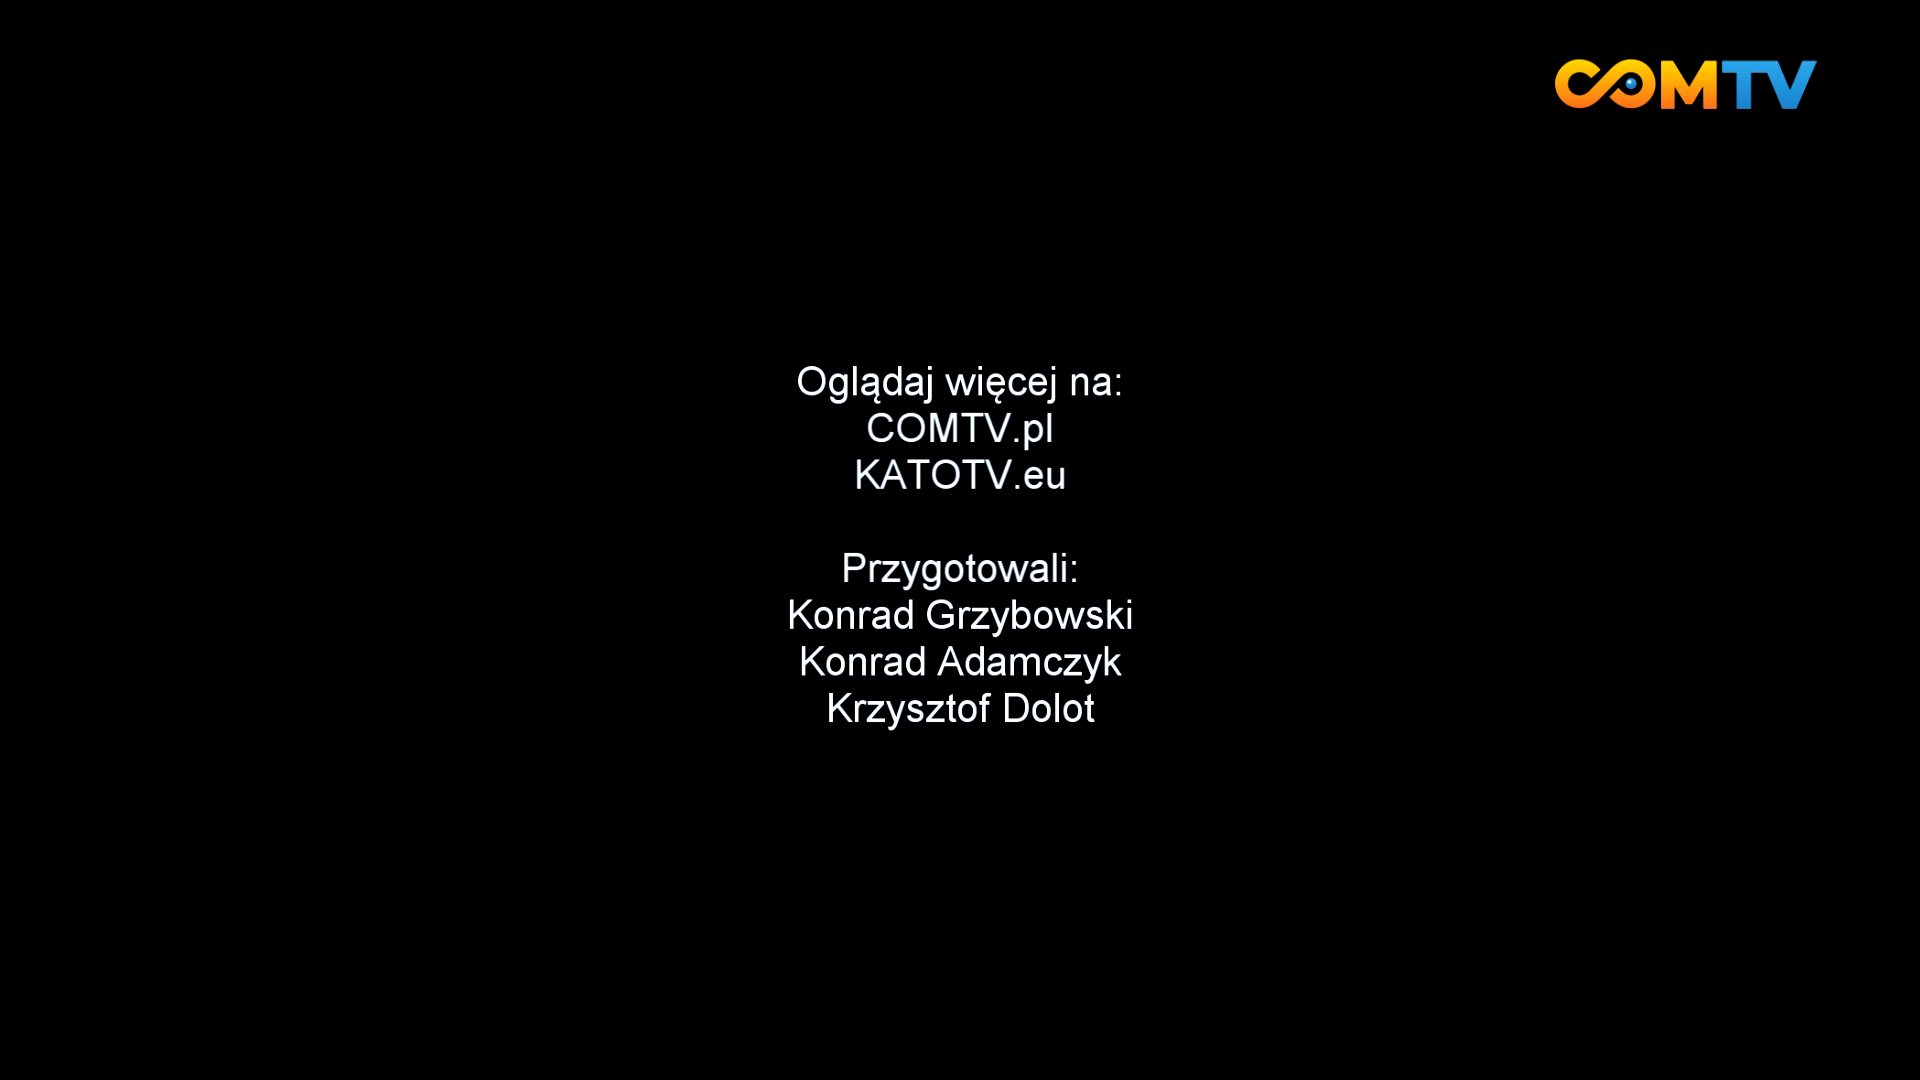 COMTV
Oglądaj więcej na:
COMTV.pl
KATOTV.eu
Przygotowali:
Konrad Grzybowski
Konrad Adamczyk
Krzysztof Dolot